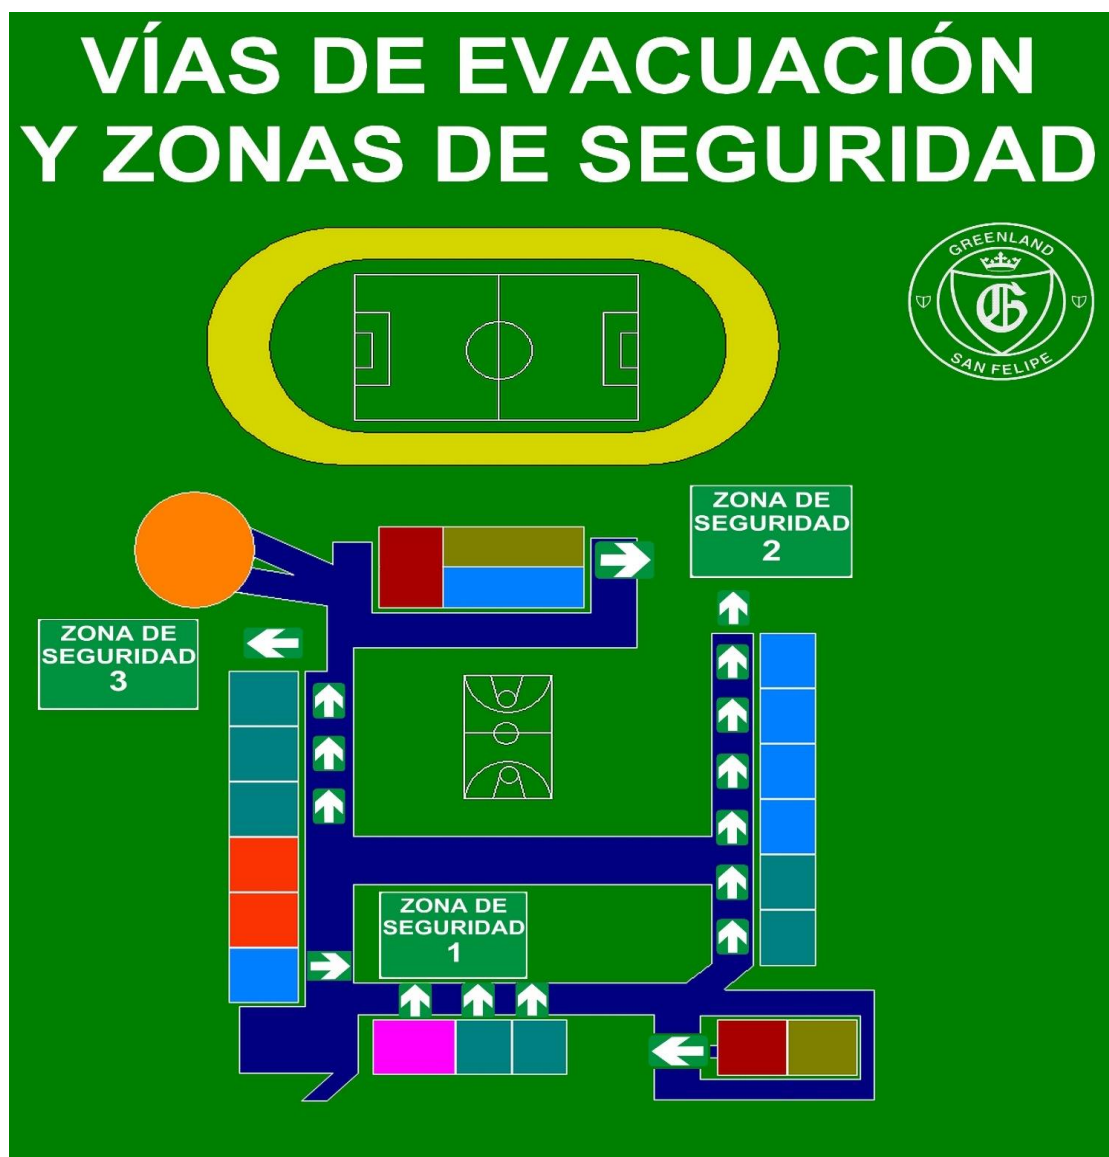 VÍAS DE EVACUACIÓN
Y ZONAS DE SEGURIDAD
GREENLAND
G
SAN FELIPE
ZONA DE
SEGURIDAD
2
ZONA DE
SEGURIDAD
3
ZONA DE
SEGURIDAD
1